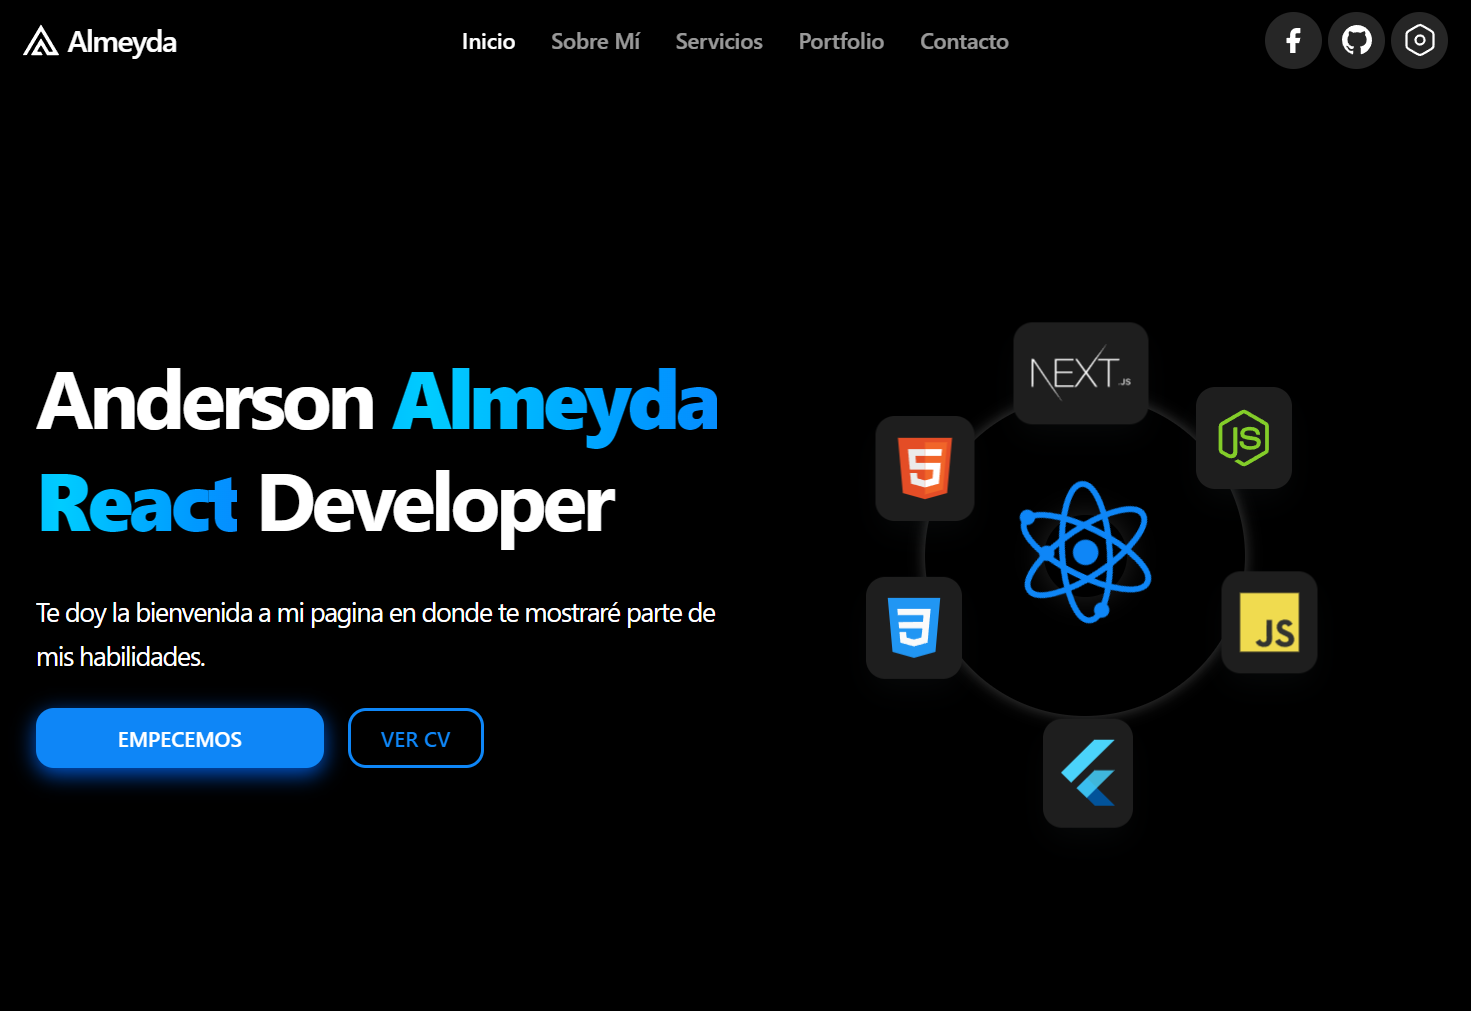 Almeyda
Inicio Sobre Mí Servicios Portfolio Contacto
Anderson Almeyda
React Developer
Te doy la bienvenida a mi pagina en donde te mostraré parte de
mis habilidades.
EMPECEMOS VER CV
NEXT.JS
JS
5
3
JS